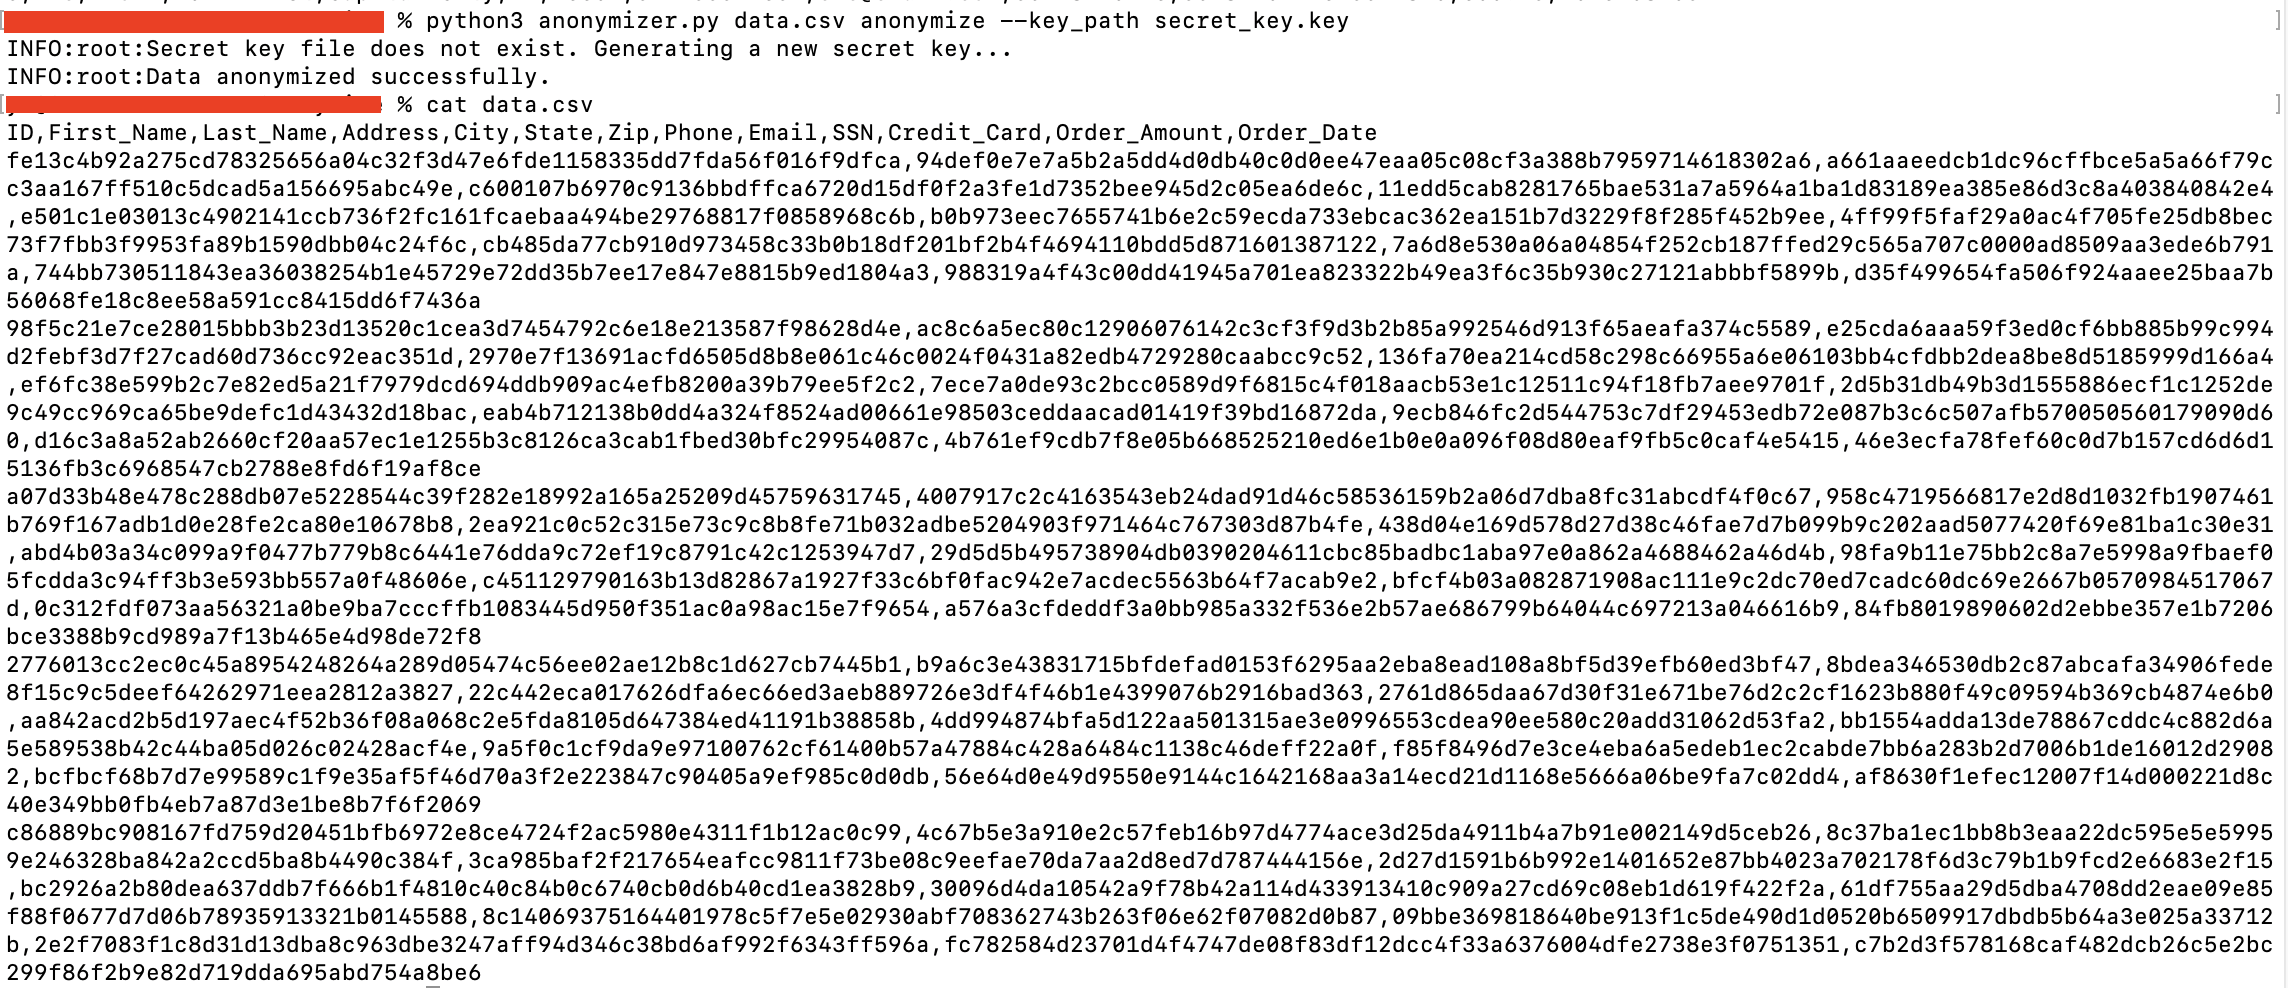 % python3 anonymizer.py data.csv anonymize --key_path secret_key.key
INFO:root:Secret key file does not exist. Generating a new secret key...
INFO:root:Data anonymized successfully.
% cat data.csv
ID,First_Name,Last_Name,Address,City,State,Zip,Phone,Email,SSN,Credit_Card,Order_Amount,Order_Date
fe13c4b92a275cd78325656a04c32f3d47e6fde1158335dd7fda56f016f9dfca,94def0e7e7a5b2a5dd4d0db40c0d0ee47eaa05c08cf3a388b7959714618302a6,a661aaeedcb1dc96cffbce5a5a66f79c
c3aa167ff510c5dcad5a156695abc49e,c600107b6970c9136bbdffca6720d15df0f2a3fe1d7352bee945d2c05ea6de6c,11edd5cab8281765bae531a7a5964a1ba1d83189ea385e86d3c8a403840842e4
,e501c1e03013c4902141ccb736f2fc161fcaebaa494be29768817f0858968c6b,b0b973eec7655741b6e2c59ecda733ebcac362ea151b7d3229f8f285f452b9ee,4ff99f5faf29a0ac4f705fe25db8bec
73f7fbb3f9953fa89b1590dbb04c24f6c,cb485da77cb910d973458c33b0b18df201bf2b4f4694110bdd5d871601387122,7a6d8e530a06a04854f252cb187ffed29c565a707c0000ad8509aa3ede6b791
a,744bb730511843ea36038254b1e45729e72dd35b7ee17e847e8815b9ed1804a3,988319a4f43c00dd41945a701ea823322b49ea3f6c35b930c27121abbbf5899b,d35f499654fa506f924aaee25baa7b
56068fe18c8ee58a591cc8415dd6f7436a
98f5c21e7ce28015bbb3b23d13520c1cea3d7454792c6e18e213587f98628d4e,ac8c6a5ec80c12906076142c3cf3f9d3b2b85a992546d913f65aeafa374c5589,e25cda6aaa59f3ed0cf6bb885b99c994
d2febf3d7f27cad60d736cc92eac351d,2970e7f13691acfd6505d8b8e061c46c0024f0431a82edb4729280caabcc9c52,136fa70ea214cd58c298c66955a6e06103bb4cfdbb2dea8be8d5185999d166a4
,ef6fc38e599b2c7e82ed5a21f7979dcd694ddb909ac4efb8200a39b79ee5f2c2,7ece7a0de93c2bcc0589d9f6815c4f018aacb53e1c12511c94f18fb7aee9701f,2d5b31db49b3d1555886ecf1c1252de
9c49cc969ca65be9defc1d43432d18bac,eab4b712138b0dd4a324f8524ad00661e98503ceddaacad01419f39bd16872da,9ecb846fc2d544753c7df29453edb72e087b3c6c507afb570050560179090d6
0,d16c3a8a52ab2660cf20aa57ec1e1255b3c8126ca3cab1fbed30bfc29954087c,4b761ef9cdb7f8e05b668525210ed6e1b0e0a096f08d80eaf9fb5c0caf4e5415,46e3ecfa78fef60c0d7b157cd6d6d1
5136fb3c6968547cb2788e8fd6f19af8ce
a07d33b48e478c288db07e5228544c39f282e18992a165a25209d45759631745,4007917c2c4163543eb24dad91d46c58536159b2a06d7dba8fc31abcdf4f0c67,958c4719566817e2d8d1032fb1907461
b769f167adb1d0e28fe2ca80e10678b8,2ea921c0c52c315e73c9c8b8fe71b032adbe5204903f971464c767303d87b4fe,438d04e169d578d27d38c46fae7d7b099b9c202aad5077420f69e81ba1c30e31
,abd4b03a34c099a9f0477b779b8c6441e76dda9c72ef19c8791c42c1253947d7,29d5d5b495738904db0390204611cbc85badbc1aba97e0a862a4688462a46d4b,98fa9b11e75bb2c8a7e5998a9fbaef0
5fcdda3c94ff3b3e593bb557a0f48606e,c451129790163b13d82867a1927f33c6bf0fac942e7acdec5563b64f7acab9e2,bfcf4b03a082871908ac111e9c2dc70ed7cadc60dc69e2667b0570984517067
d,0c312fdf073aa56321a0be9ba7cccffb1083445d950f351ac0a98ac15e7f9654,a576a3cfdeddf3a0bb985a332f536e2b57ae686799b64044c697213a046616b9,84fb8019890602d2ebbe357e1b7206
bce3388b9cd989a7f13b465e4d98de72f8
2776013cc2ec0c45a8954248264a289d05474c56ee02ae12b8c1d627cb7445b1,b9a6c3e43831715bfdefad0153f6295aa2eba8ead108a8bf5d39efb60ed3bf47,8bdea346530db2c87abcafa34906fede
8f15c9c5deef64262971eea2812a3827,22c442eca017626dfa6ec66ed3aeb889726e3df4f46b1e4399076b2916bad363,2761d865daa67d30f31e671be76d2c2cf1623b880f49c09594b369cb4874e6b0
,aa842acd2b5d197aec4f52b36f08a068c2e5fda8105d647384ed41191b38858b,4dd994874bfa5d122aa501315ae3e0996553cdea90ee580c20add31062d53fa2,bb1554adda13de78867cddc4c882d6a
5e589538b42c44ba05d026c02428acf4e,9a5f0c1cf9da9e97100762cf61400b57a47884c428a6484c1138c46deff22a0f,f85f8496d7e3ce4eba6a5edeb1ec2cabde7bb6a283b2d7006b1de16012d2908
2,bcfbcf68b7d7e99589c1f9e35af5f46d70a3f2e223847c90405a9ef985c0d0db,56e64d0e49d9550e9144c1642168aa3a14ecd21d1168e5666a06be9fa7c02dd4,af8630f1efec12007f14d000221d8c
40e349bb0fb4eb7a87d3e1be8b7f6f2069
c86889bc908167fd759d20451bfb6972e8ce4724f2ac5980e4311f1b12ac0c99,4c67b5e3a910e2c57feb16b97d4774ace3d25da4911b4a7b91e002149d5ceb26,8c37ba1ec1bb8b3eaa22dc595e5e5995
9e246328ba842a2ccd5ba8b4490c384f,3ca985baf2f217654eafcc9811f73be08c9eefae70da7aa2d8ed7d787444156e,2d27d1591b6b992e1401652e87bb4023a702178f6d3c79b1b9fcd2e6683e2f15
,bc2926a2b80dea637ddb7f666b1f4810c40c84b0c6740cb0d6b40cd1ea3828b9,30096d4da10542a9f78b42a114d433913410c909a27cd69c08eb1d619f422f2a,61df755aa29d5dba4708dd2eae09e85
f88f0677d7d06b78935913321b0145588,8c14069375164401978c5f7e5e02930abf708362743b263f06e62f07082d0b87,09bbe369818640be913f1c5de490d1d0520b6509917dbdb5b64a3e025a33712
b,2e2f7083f1c8d31d13dba8c963dbe3247aff94d346c38bd6af992f6343ff596a,fc782584d23701d4f4747de08f83df12dcc4f33a6376004dfe2738e3f0751351,c7b2d3f578168caf482dcb26c5e2bc
299f86f2b9e82d719dda695abd754a8be6